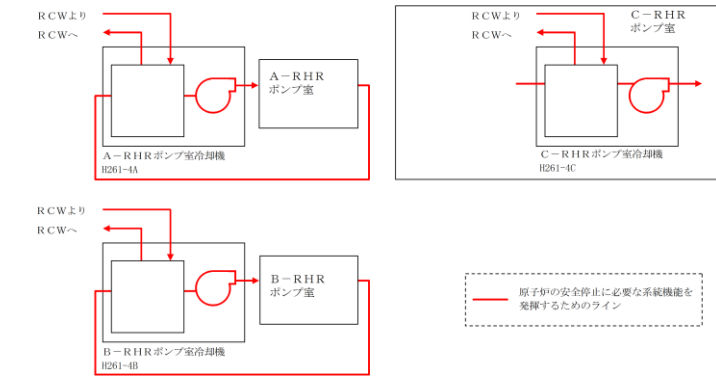 RCWより
RCWへ
A－RHR
ポンプ室
A－RHRポンプ室冷却機
H261-4A
RCWより
RCWへ
C－RHR
ポンプ室
C－RHRポンプ室冷却機
H261-4C
RCWより
RCWへ
B－RHR
ポンプ室
B－RHRポンプ室冷却機
H261-4B
原子炉の安全停止に必要な系統機能を
発揮するためのライン